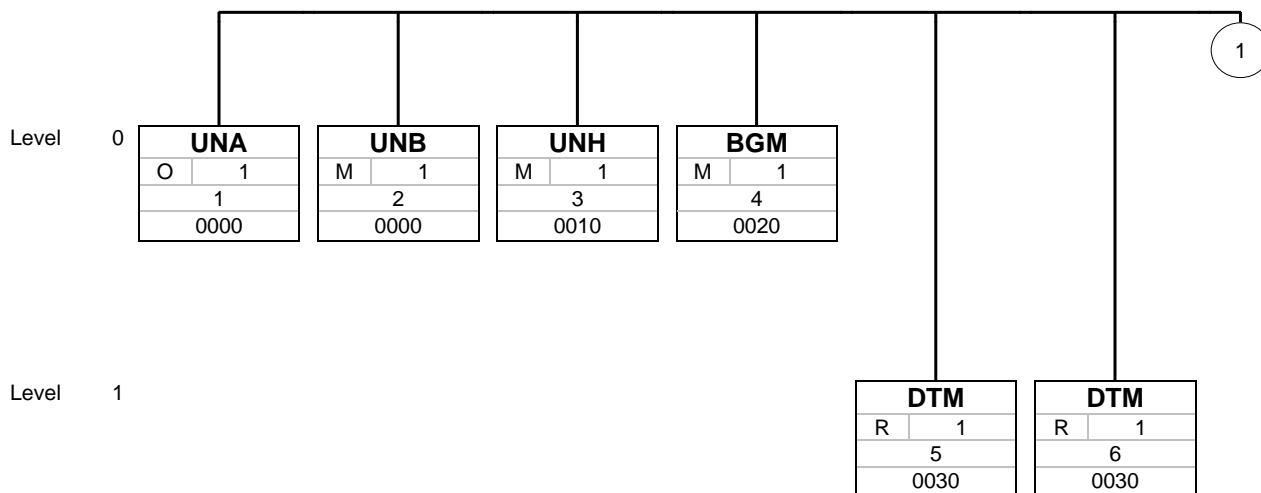 1
Level 0
UNA UNB UNH BGM
O 1 M 1 M 1 M 1
1 2 3 4
0000 0000 0010 0020
Level 1
DTM DTM
R 1 R 1
5 6
0030 0030